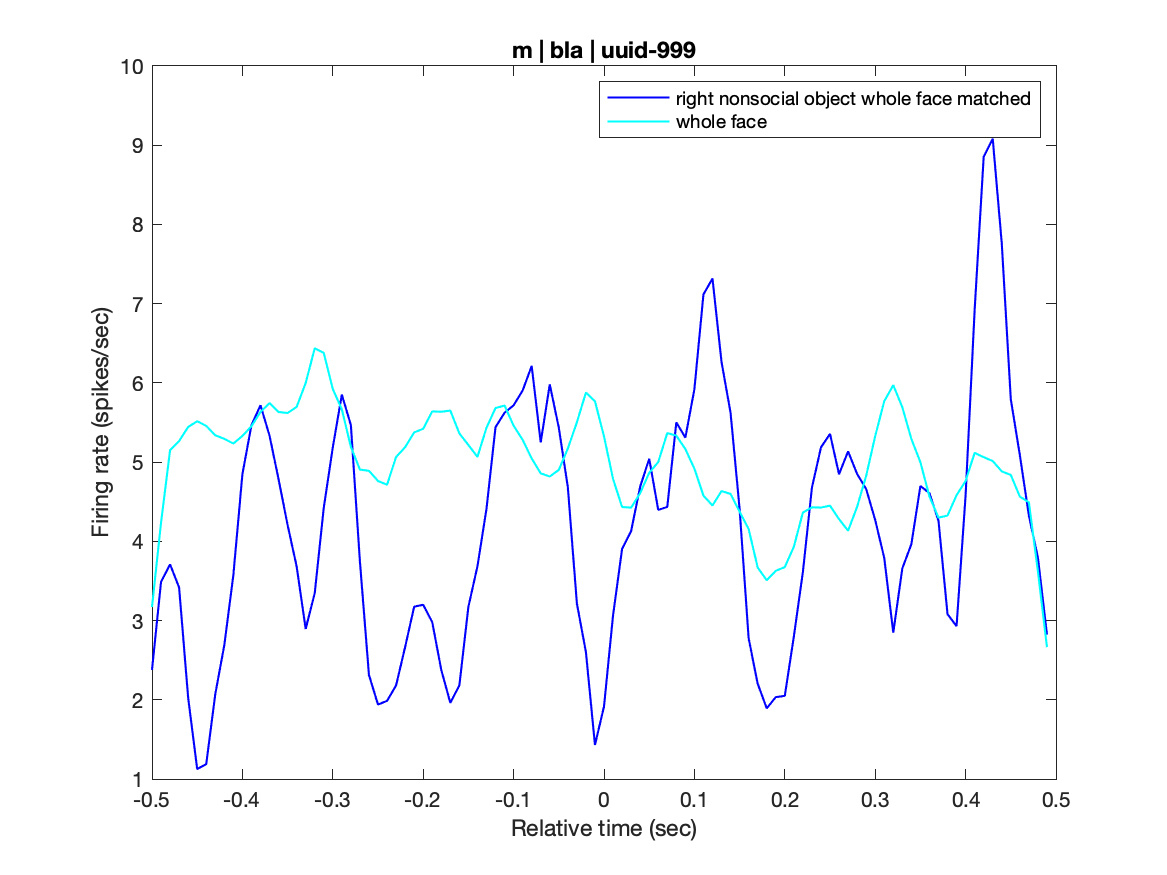 m | bla | uuid-999
right nonsocial object whole face matched
whole face
Firing rate (spikes/sec)
10
9
8
7
6
5
4
3
2
1
-0.5 -0.4 -0.3 -0.2 -0.1 0 0.1 0.2 0.3 0.4 0.5
Relative time (sec)